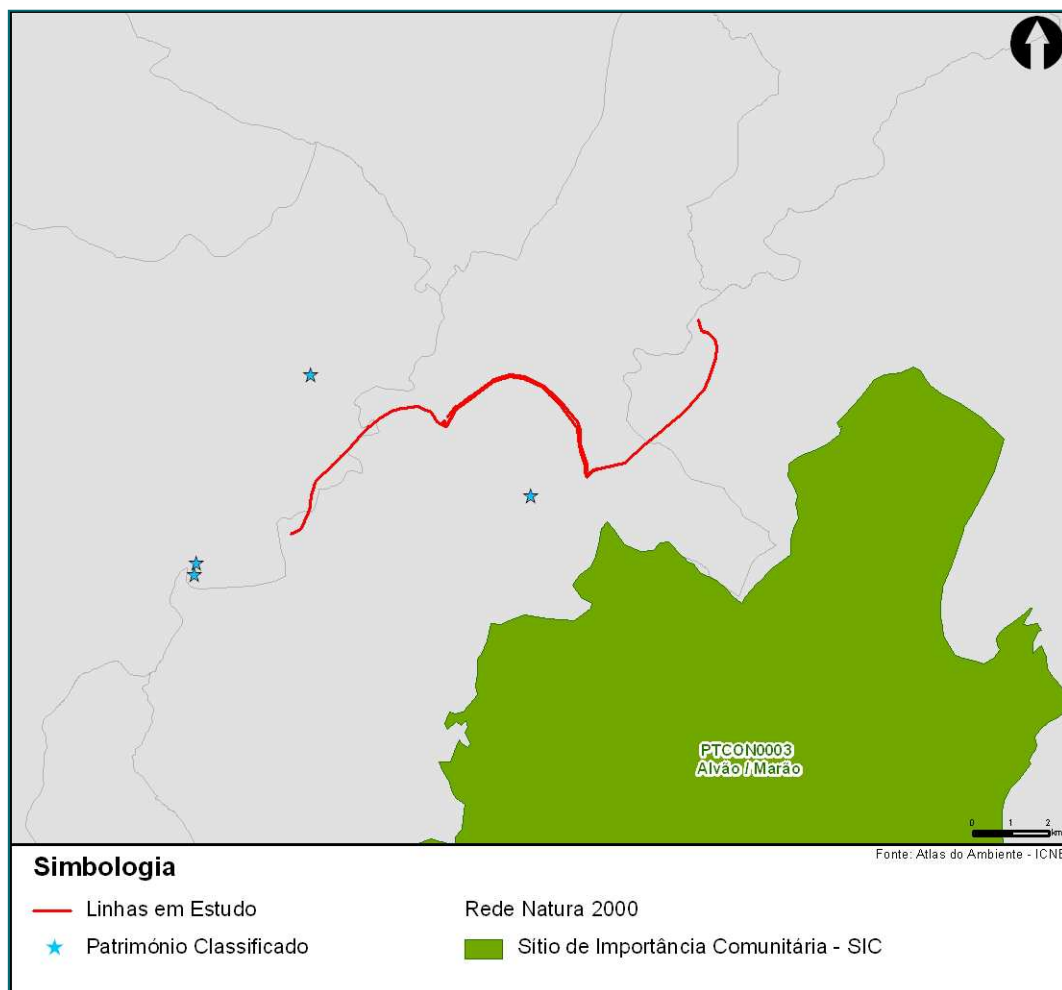 PTCON0003
Alvão / Marão
0 1 2
km
Fonte: Atlas do Ambiente - ICNB
Simbologia
Linhas em Estudo
Rede Natura 2000
Património Classificado
Sítio de Importância Comunitária - SIC